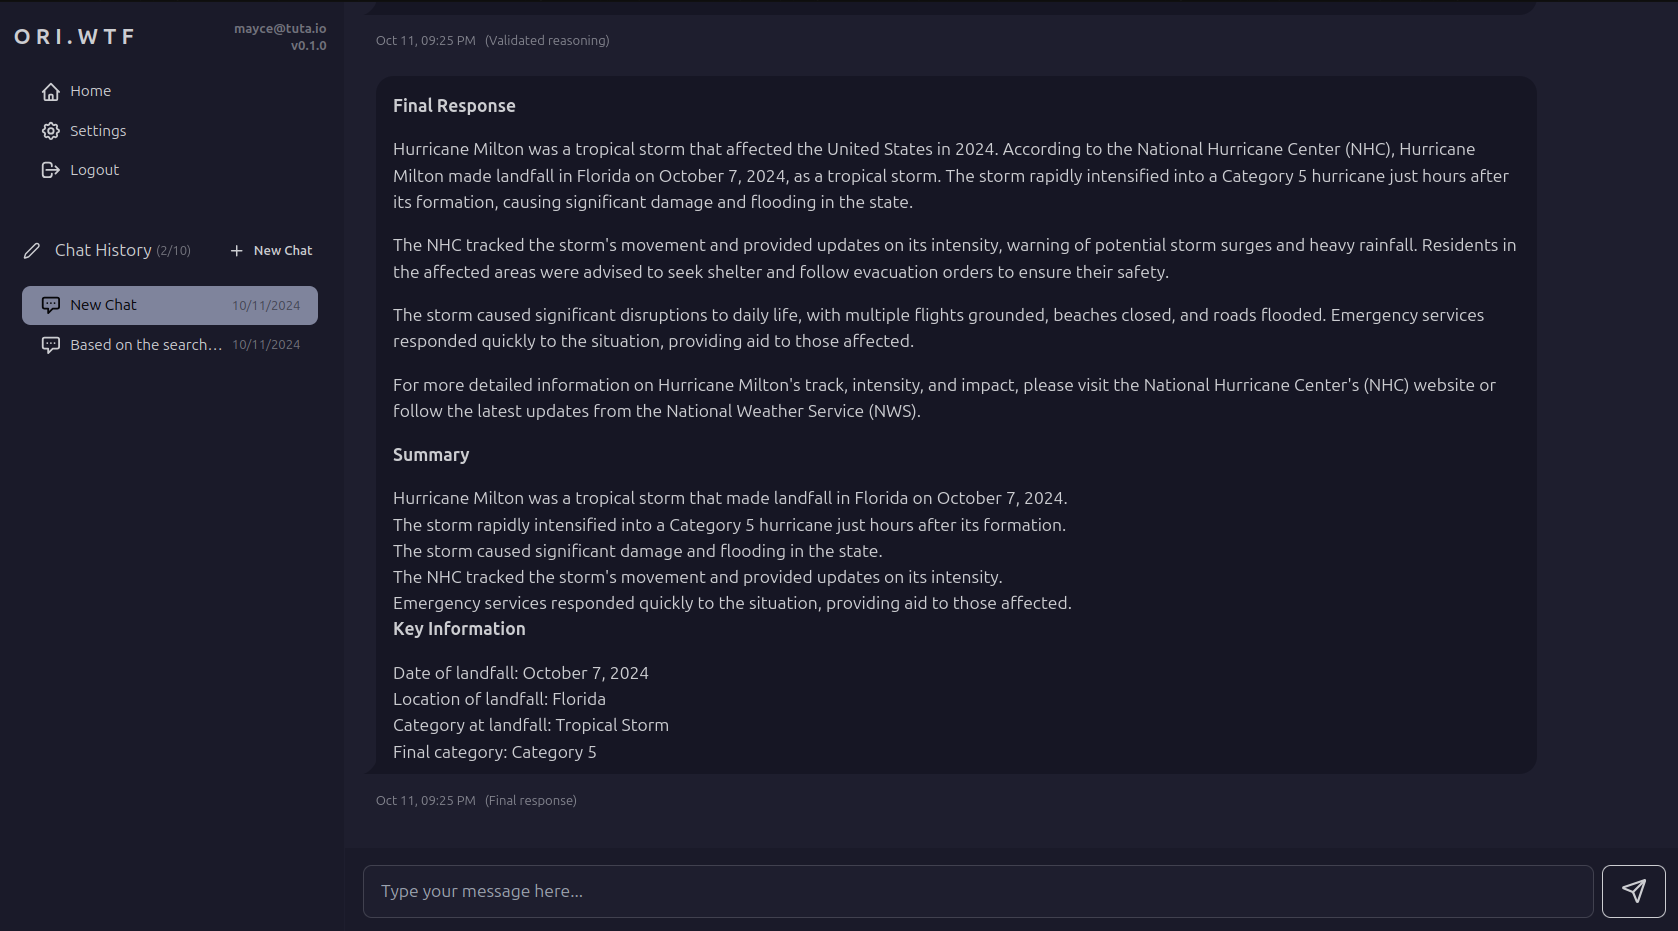 ORI.WTF
mayce@tuta.io
v0.1.0
Home
Settings
Logout
Chat History (2/10)
+ New Chat
New Chat 10/11/2024
Based on the search... 10/11/2024
Oct 11, 09:25 PM (Validated reasoning)
Final Response
Hurricane Milton was a tropical storm that affected the United States in 2024. According to the National Hurricane Center (NHC), Hurricane
Milton made landfall in Florida on October 7, 2024, as a tropical storm. The storm rapidly intensified into a Category 5 hurricane just hours after
its formation, causing significant damage and flooding in the state.
The NHC tracked the storm's movement and provided updates on its intensity, warning of potential storm surges and heavy rainfall. Residents in
the affected areas were advised to seek shelter and follow evacuation orders to ensure their safety.
The storm caused significant disruptions to daily life, with multiple flights grounded, beaches closed, and roads flooded. Emergency services
responded quickly to the situation, providing aid to those affected.
For more detailed information on Hurricane Milton's track, intensity, and impact, please visit the National Hurricane Center's (NHC) website or
follow the latest updates from the National Weather Service (NWS).
Summary
Hurricane Milton was a tropical storm that made landfall in Florida on October 7, 2024.
The storm rapidly intensified into a Category 5 hurricane just hours after its formation.
The storm caused significant damage and flooding in the state.
The NHC tracked the storm's movement and provided updates on its intensity.
Emergency services responded quickly to the situation, providing aid to those affected.
Key Information
Date of landfall: October 7, 2024
Location of landfall: Florida
Category at landfall: Tropical Storm
Final category: Category 5
Oct 11, 09:25 PM (Final response)
Type your message here...